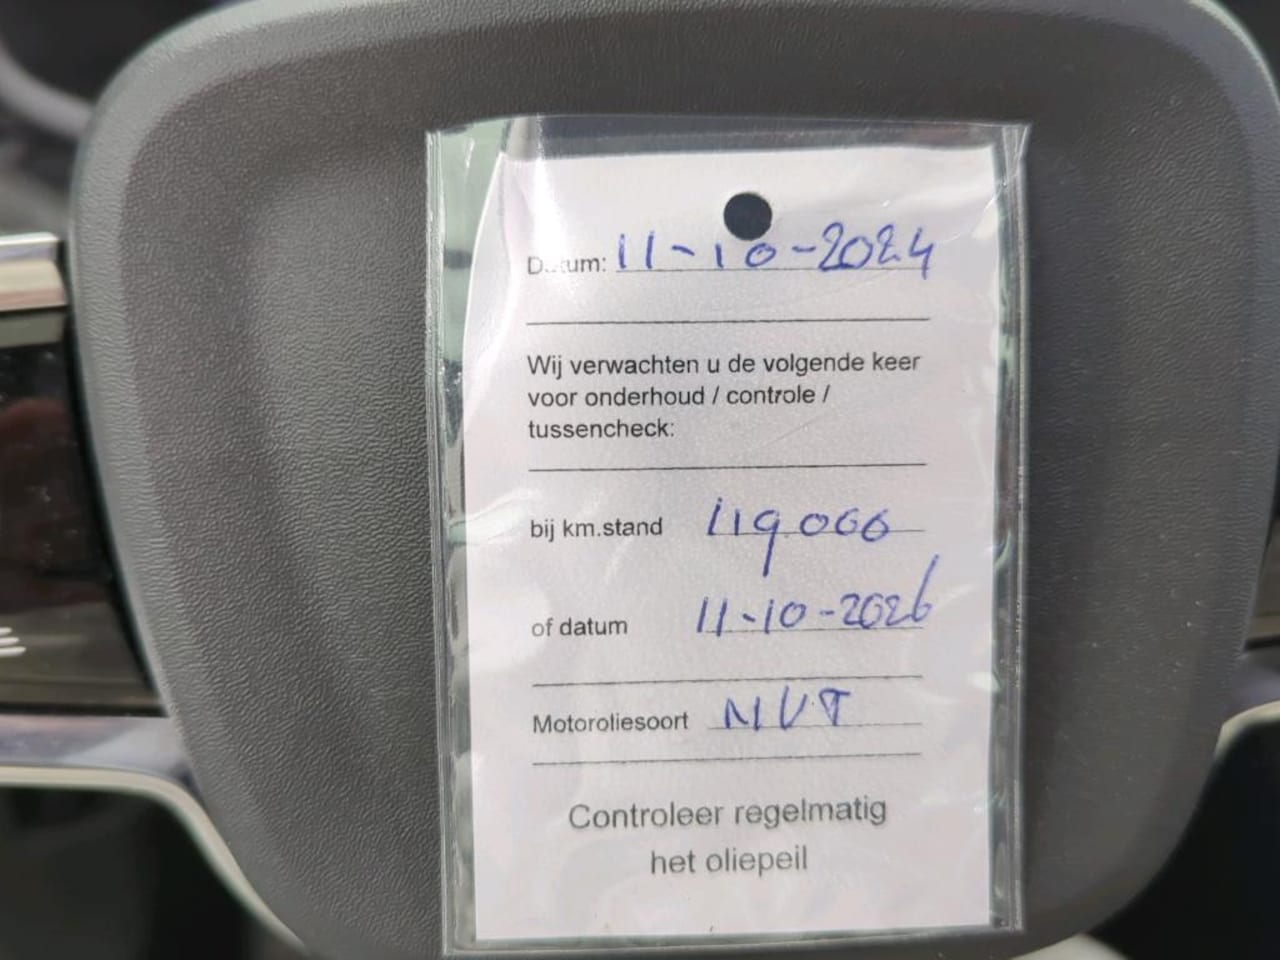 Datum: 11-10-2024
Wij verwachten u de volgende keer
voor onderhoud / controle /
tussencheck:
bij km.stand 119.000
of datum 11-10-2026
Motoroliesoort NVT
Controleer regelmatig
het oliepeil